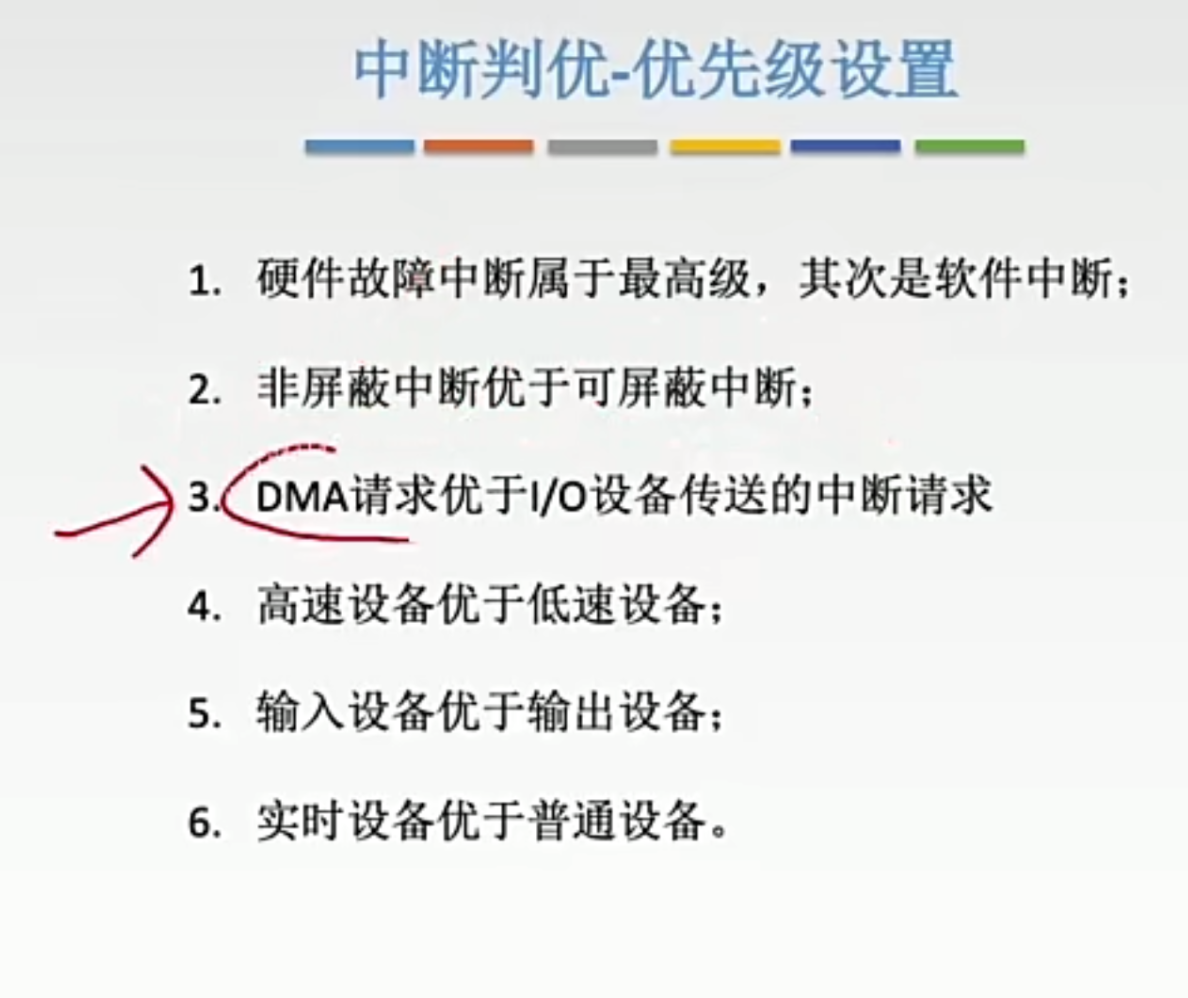 中断判优-优先级设置
1. 硬件故障中断属于最高级，其次是软件中断；
2. 非屏蔽中断优于可屏蔽中断；
3. DMA请求优于I/O设备传送的中断请求
4. 高速设备优于低速设备；
5. 输入设备优于输出设备；
6. 实时设备优于普通设备。